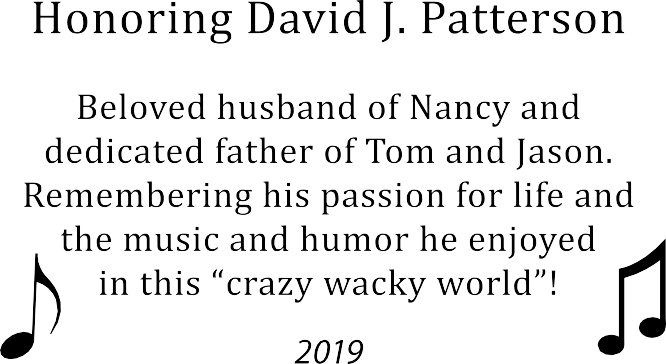 Honoring David J. Patterson
Beloved husband of Nancy and
dedicated father of Tom and Jason.
Remembering his passion for life and
the music and humor he enjoyed
in this “crazy wacky world”!
2019